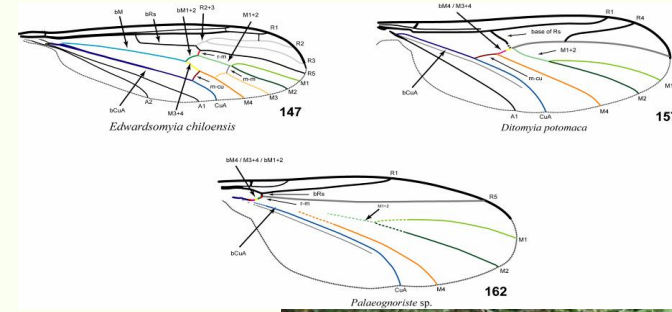 bM
bRs
bM1+2
R2+3
M1+2
R1
R2
R3
R5
M1
M2
M3
M4
r-m
m-m
m-cu
bCuA
A2
M3+4
A1
CuA
147
Edwardsomyia chiloensis
bM4 / M3+4
base of Rs
R1
R4
M1+2
bCuA
m-cu
M2
M4
A1
CuA
Ditomyia potomaca
bM4 / M3+4 / bM1+2
R1
bRs
r-m
R5
M1+2
M1
bCuA
M2
CuA
M4
162
Palaeognoriste sp.